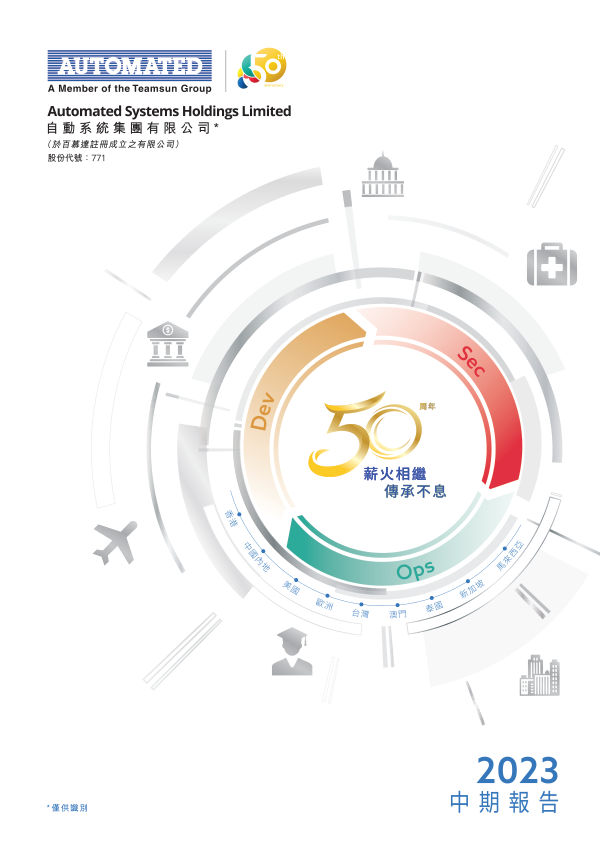 AUTOMATED
50th
A Member of the Teamsun Group
Automated Systems Holdings Limited
自動系統集團有限公司*
(於百慕達註冊成立之有限公司)
股份代號：771
Dev
Sec
Ops
50 周年
薪火相繼
傳承不息
香港
中國內地
美國
歐洲
台灣
澳門
泰國
新加坡
馬來西亞
2023
中期報告
*僅供識別